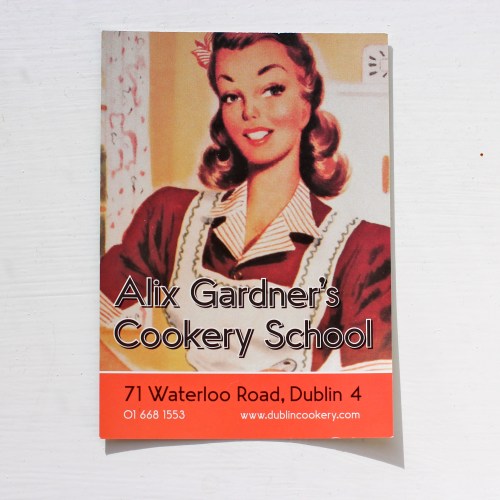 Alix Gardner's
Cookery School
71 Waterloo Road, Dublin 4
01 668 1553 www.dublincookery.com